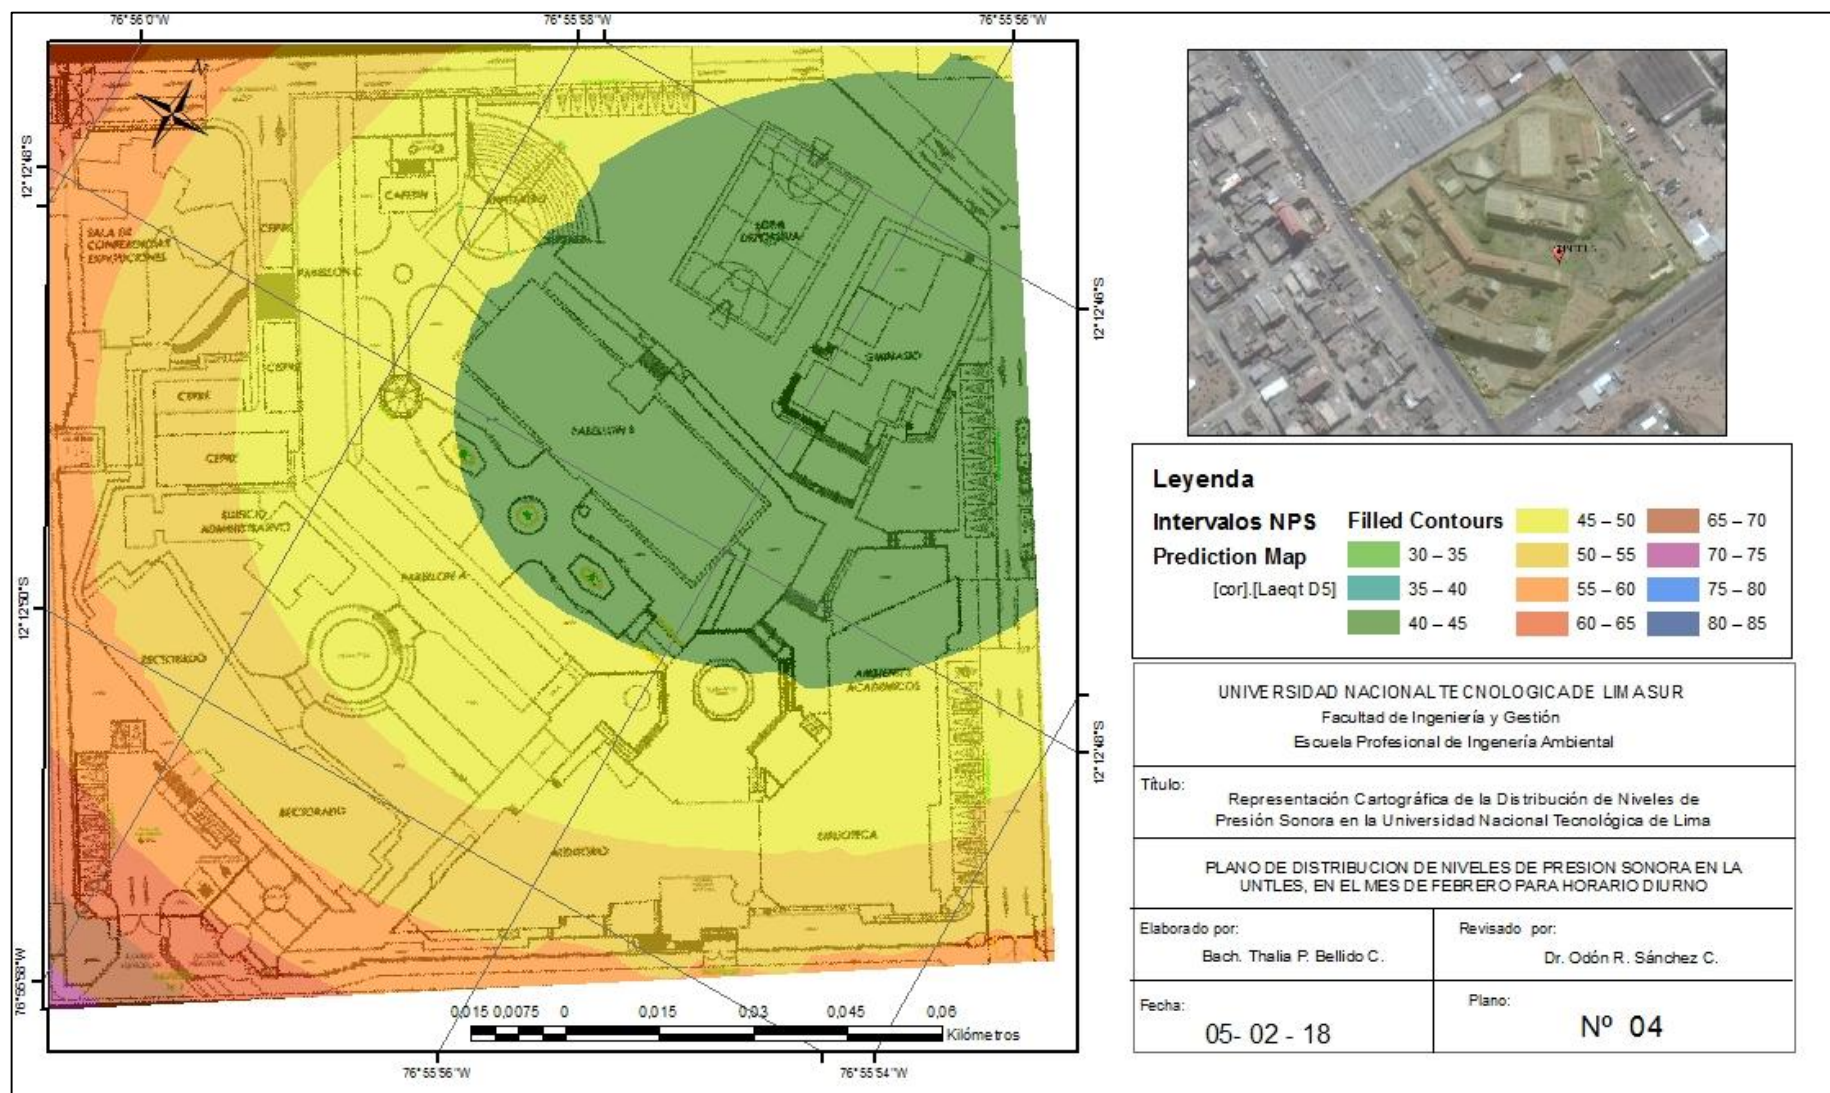 76°56'0"W
76°55'58"W
76°55'56"W
12°12'48"S
12°12'46"S
12°12'50"S
12°12'48"S
76°55'58"W
76°55'56"W
76°55'54"W
SALA DE
CONFERENCIAS
CEPRE
PABELLON C
CAFETIN
LOSA
DEPORTIVA
GIMNASIO
CEPRE
CEPRE
CEPRE
PABELLON B
EDIFICIO
ADMINISTRATIVO
PABELLON A
RECTORADO
AMBIENTES
ACADEMICOS
RECTORADO
AUDITORIO
BIBLIOTECA
0,015 0,0075 0 0,015 0,03 0,045 0,06
Kilómetros
Leyenda
Intervalos NPS
Prediction Map
[cor].[Laeqt D5]
Filled Contours
30 – 35
35 – 40
40 – 45
45 – 50
50 – 55
55 – 60
60 – 65
65 – 70
70 – 75
75 – 80
80 – 85
UNIVERSIDAD NACIONAL TECNOLOGICA DE LIMA SUR
Facultad de Ingeniería y Gestión
Escuela Profesional de Ingenería Ambiental
Título:
Representación Cartográfica de la Distribución de Niveles de
Presión Sonora en la Universidad Nacional Tecnológica de Lima
PLANO DE DISTRIBUCION DE NIVELES DE PRESION SONORA EN LA
UNTLES, EN EL MES DE FEBRERO PARA HORARIO DIURNO
Elaborado por:
Bach. Thalia P. Bellido C.
Revisado por:
Dr. Odón R. Sánchez C.
Fecha:
05- 02 - 18
Plano:
Nº 04